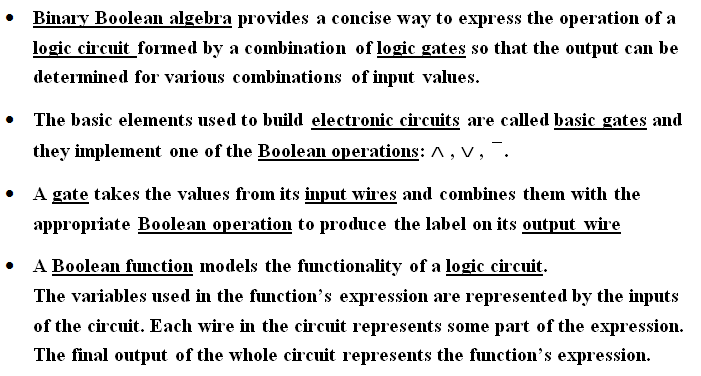 • Binary Boolean algebra provides a concise way to express the operation of a
logic circuit formed by a combination of logic gates so that the output can be
determined for various combinations of input values.
• The basic elements used to build electronic circuits are called basic gates and
they implement one of the Boolean operations: ∧ , ∨ , ¯ .
• A gate takes the values from its input wires and combines them with the
appropriate Boolean operation to produce the label on its output wire
• A Boolean function models the functionality of a logic circuit.
The variables used in the function’s expression are represented by the inputs
of the circuit. Each wire in the circuit represents some part of the expression.
The final output of the whole circuit represents the function’s expression.